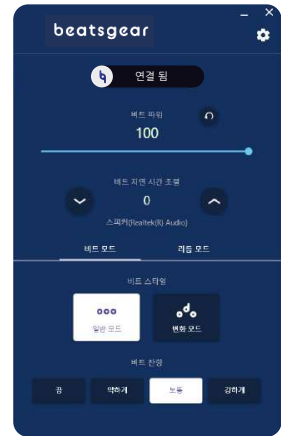 beatsgear
연결 됨
비트 파워
100
비트 지연 시간 조절
0
스피커(Realtek(R) Audio)
비트 모드 리듬 모드
비트 스타일
일반 모드 변화 모드
비트 잔향
끔 약하게 보통 강하게